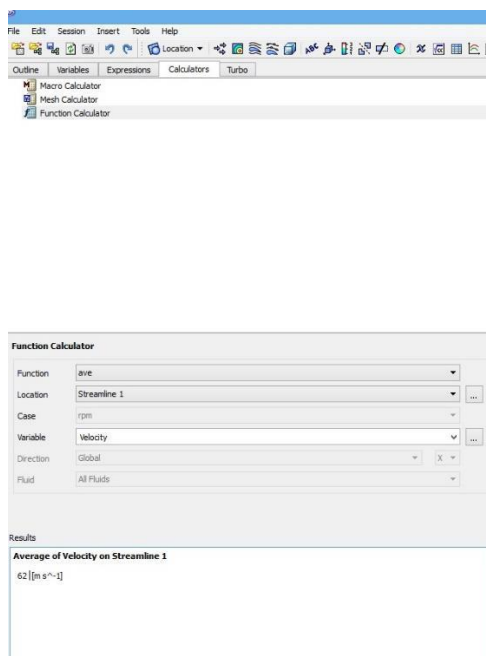 File Edit Session Insert Tools Help
Location
Outline Variables Expressions Calculators Turbo
Macro Calculator
Mesh Calculator
Function Calculator
Function Calculator
Function ave
Location Streamline 1 ...
Case rpm
Variable Velocity ...
Direction Global X
Fluid All Fluids
Results
Average of Velocity on Streamline 1
62 [m s^-1]